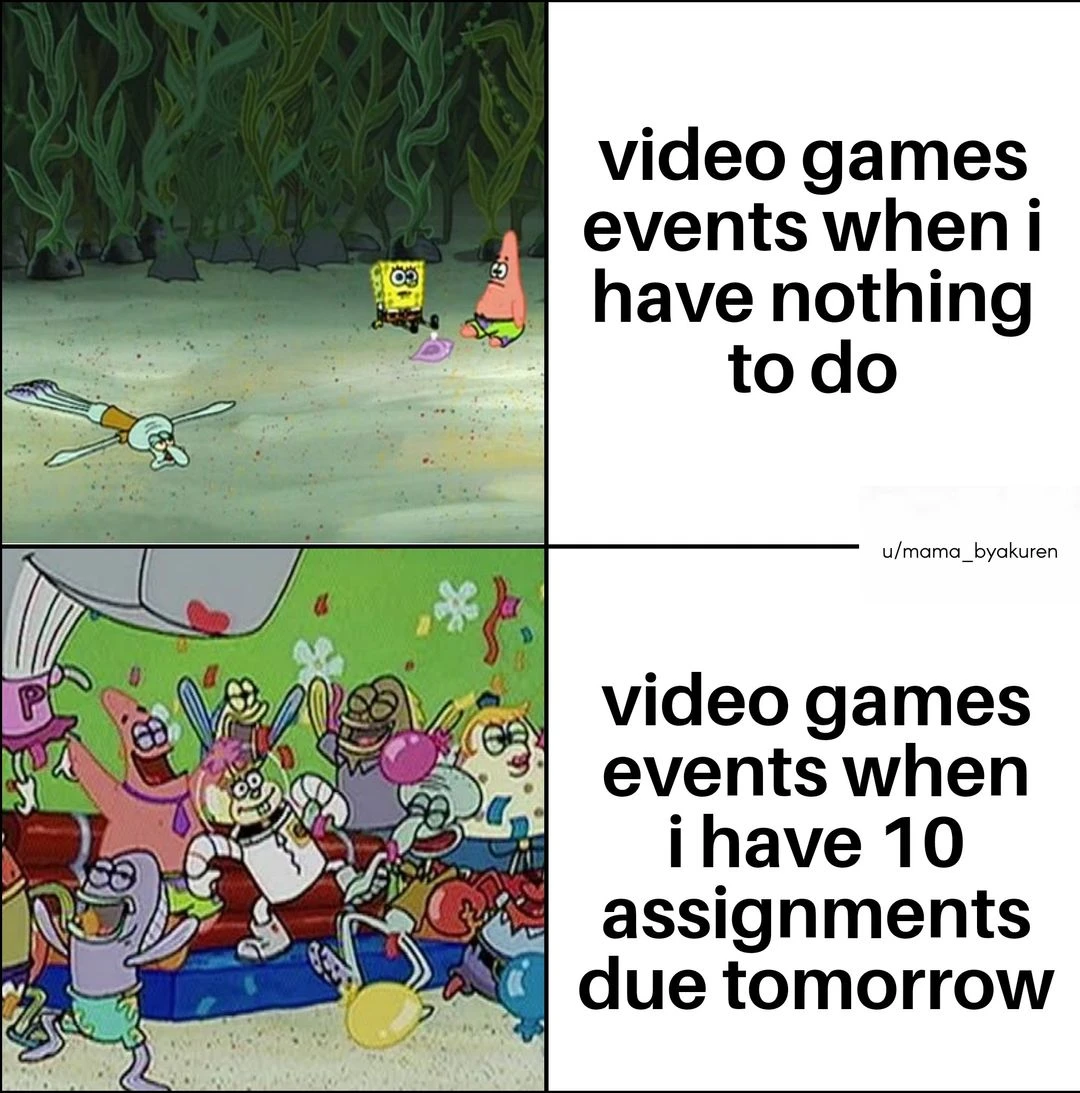 video games
events when i
have nothing
to do
u/mama_byakuren
P
video games
events when
i have 10
assignments
due tomorrow